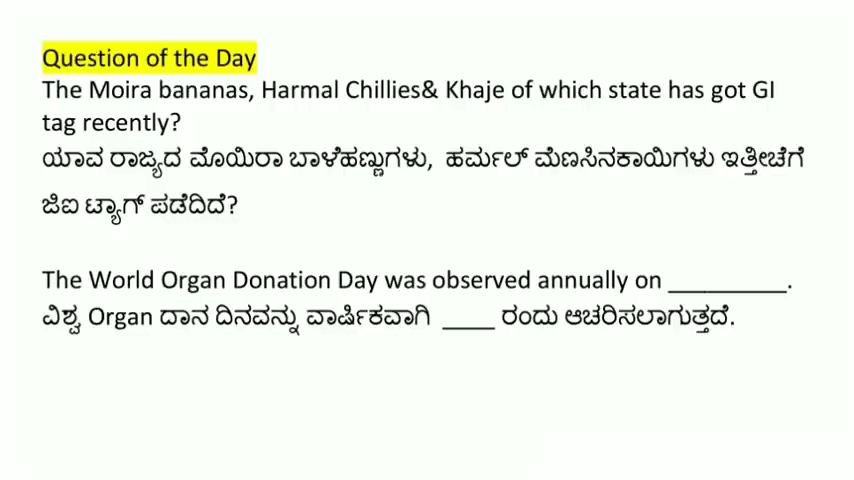 Question of the Day
The Moira bananas, Harmal Chillies& Khaje of which state has got GI
tag recently?
ಯಾವ ರಾಜ್ಯದ ಮೊಯಿರಾ ಬಾಳೆಹಣ್ಣುಗಳು, ಹರ್ಮಲ್ ಮೆಣಸಿನಕಾಯಿಗಳು ಇತ್ತೀಚೆಗೆ
ಜಿಐ ಟ್ಯಾಗ್ ಪಡೆದಿದೆ?
The World Organ Donation Day was observed annually on _________.
ವಿಶ್ವ Organ ದಾನ ದಿನವನ್ನು ವಾರ್ಷಿಕವಾಗಿ ____ ರಂದು ಆಚರಿಸಲಾಗುತ್ತದೆ.